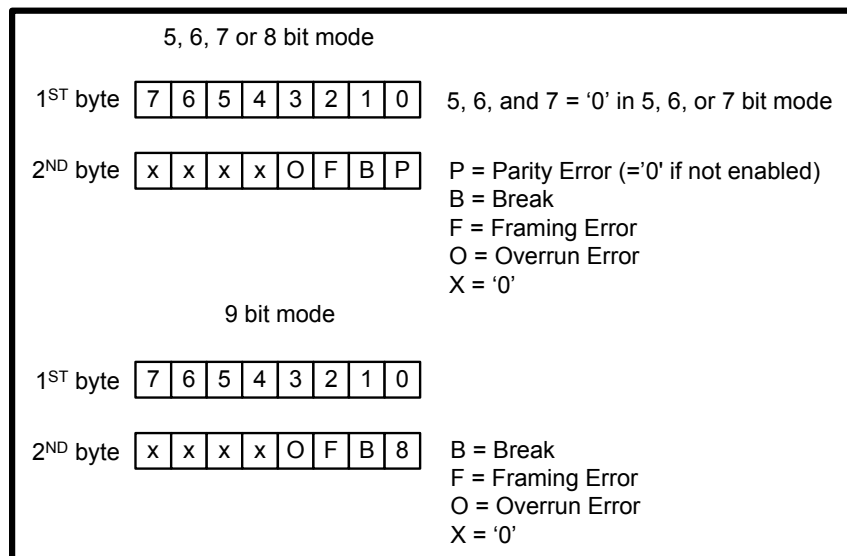 5, 6, 7 or 8 bit mode
1ST byte 7 6 5 4 3 2 1 0 5, 6, and 7 = ‘0’ in 5, 6, or 7 bit mode
2ND byte x x x x O F B P P = Parity Error (=’0' if not enabled)
B = Break
F = Framing Error
O = Overrun Error
X = ‘0’
9 bit mode
1ST byte 7 6 5 4 3 2 1 0
2ND byte x x x x O F B 8 B = Break
F = Framing Error
O = Overrun Error
X = ‘0’